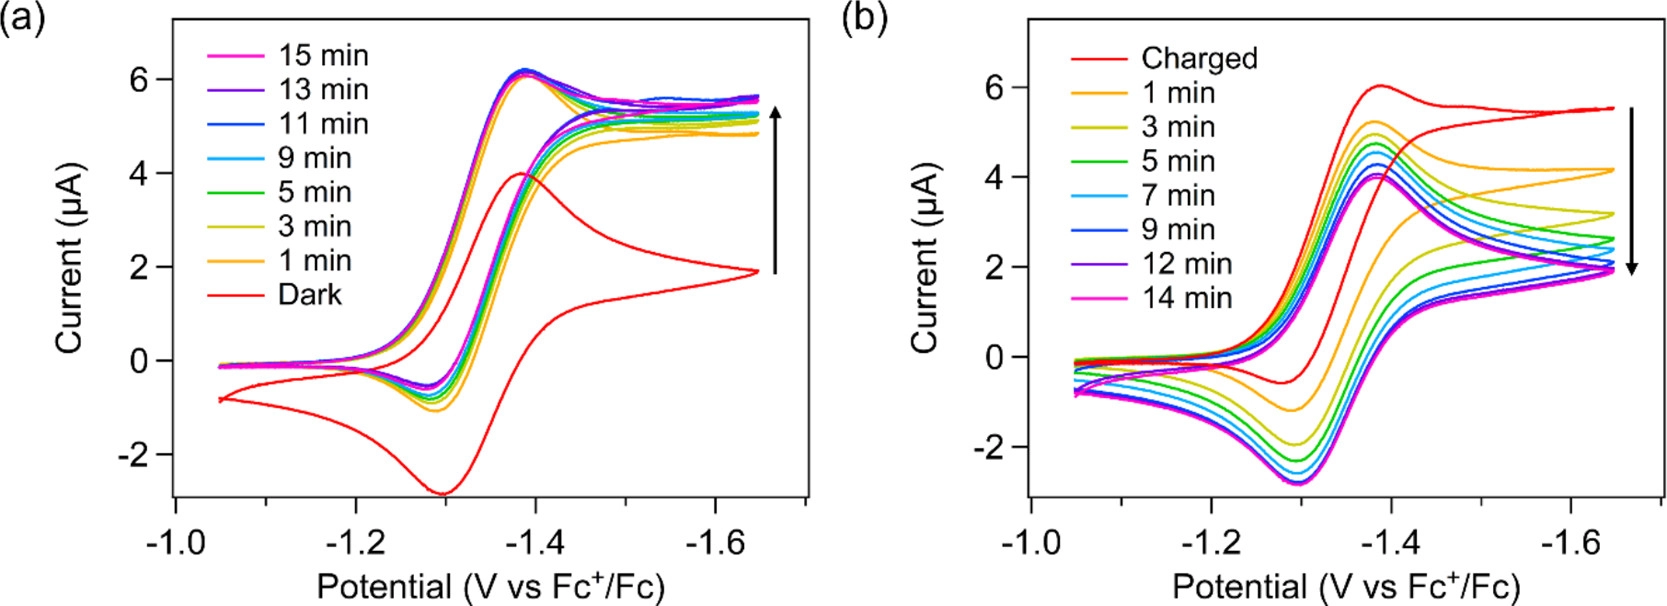 (a)
15 min
13 min
11 min
9 min
5 min
3 min
1 min
Dark
6
4
2
0
-2
Current (µA)
-1.0 -1.2 -1.4 -1.6
Potential (V vs Fc⁺/Fc)
(b)
Charged
1 min
3 min
5 min
7 min
9 min
12 min
14 min
6
4
2
0
-2
Current (µA)
-1.0 -1.2 -1.4 -1.6
Potential (V vs Fc⁺/Fc)